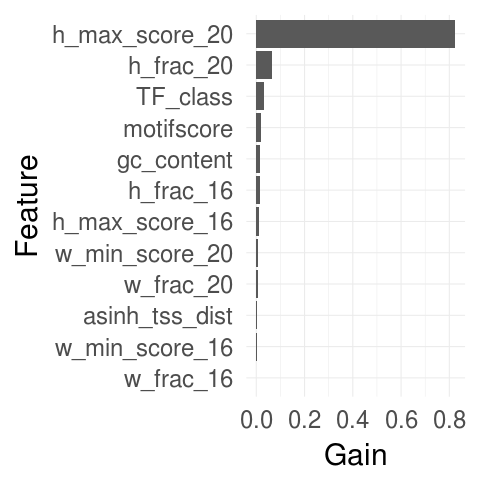 h_max_score_20
h_frac_20
TF_class
motifscore
gc_content
h_frac_16
h_max_score_16
w_min_score_20
w_frac_20
asinh_tss_dist
w_min_score_16
w_frac_16
Feature
0.0 0.2 0.4 0.6 0.8
Gain